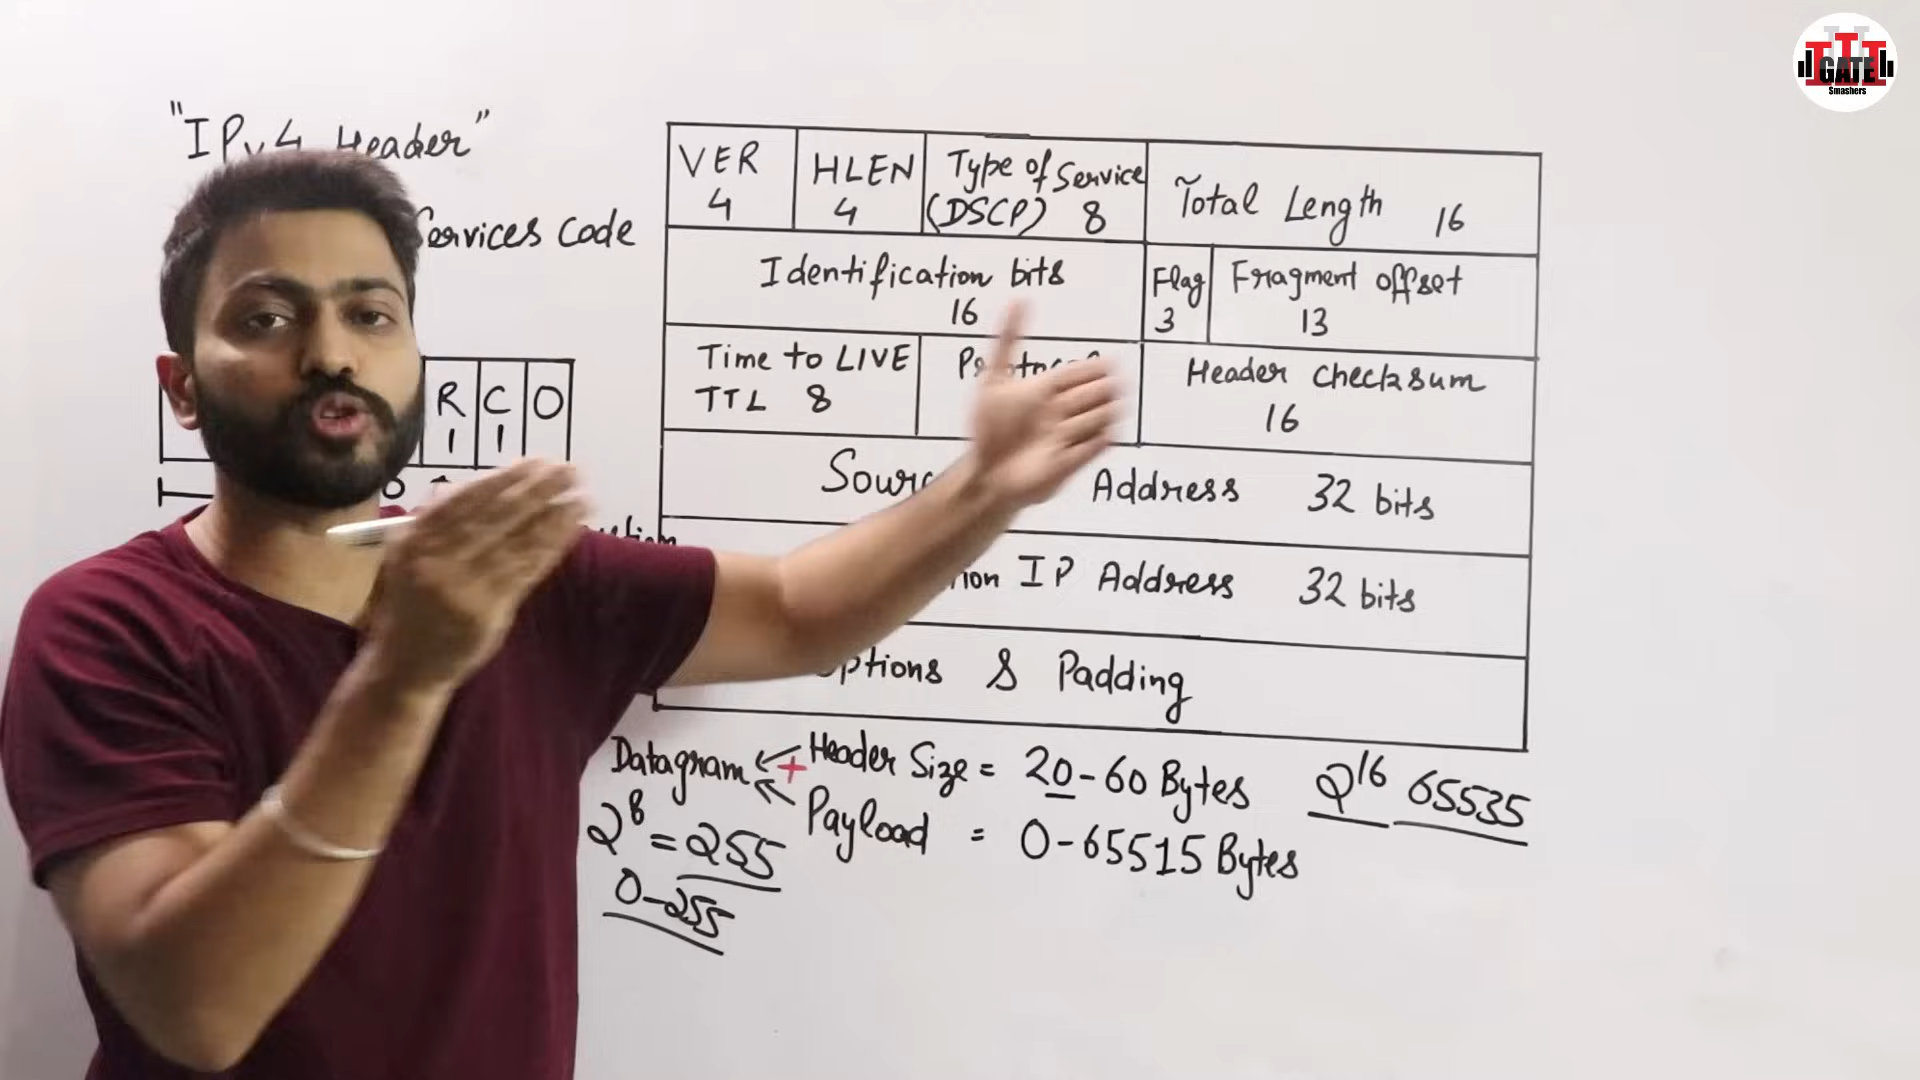 "IPv4 Header"
Services Code
R C O
1 1
VER
4
HLEN
4
Type of Service
(DSCP) 8
Total Length 16
Identification bits
16
Flag
3
Fragment offset
13
Time to LIVE
TTL 8
Header checksum
16
Address 32 bits
IP Address 32 bits
& Padding
Datagram ← + Header Size = 20-60 Bytes
Payload = 0-65515 Bytes
2^16 65535
2^8 = 255
0-255
GATE
Smashers